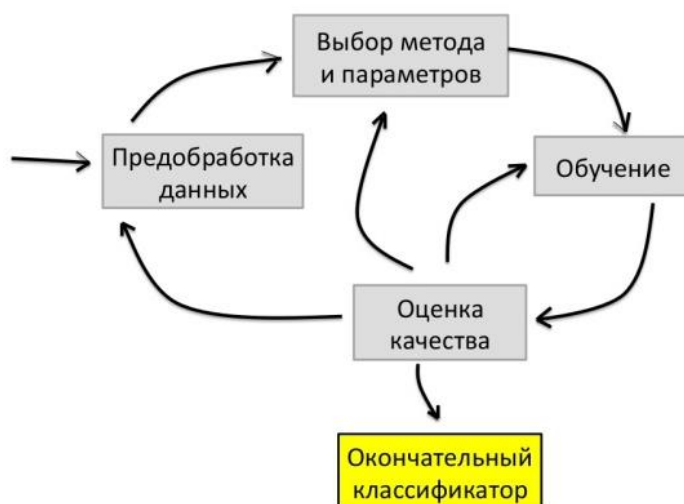 Выбор метода
и параметров
Предобработка
данных
Обучение
Оценка
качества
Окончательный
классификатор